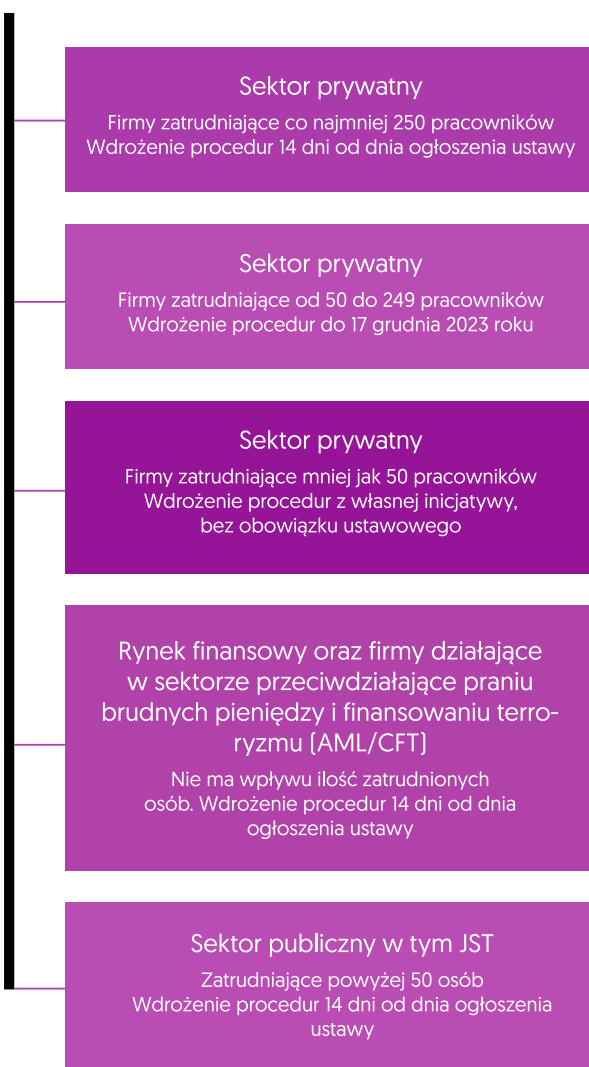 Sektor prywatny
Firmy zatrudniające co najmniej 250 pracowników
Wdrożenie procedur 14 dni od dnia ogłoszenia ustawy
Sektor prywatny
Firmy zatrudniające od 50 do 249 pracowników
Wdrożenie procedur do 17 grudnia 2023 roku
Sektor prywatny
Firmy zatrudniające mniej jak 50 pracowników
Wdrożenie procedur z własnej inicjatywy,
bez obowiązku ustawowego
Rynek finansowy oraz firmy działające
w sektorze przeciwdziałające praniu
brudnych pieniędzy i finansowaniu terro-
ryzmu (AML/CFT)
Nie ma wpływu ilość zatrudnionych
osób. Wdrożenie procedur 14 dni od dnia
ogłoszenia ustawy
Sektor publiczny w tym JST
Zatrudniające powyżej 50 osób
Wdrożenie procedur 14 dni od dnia ogłoszenia
ustawy